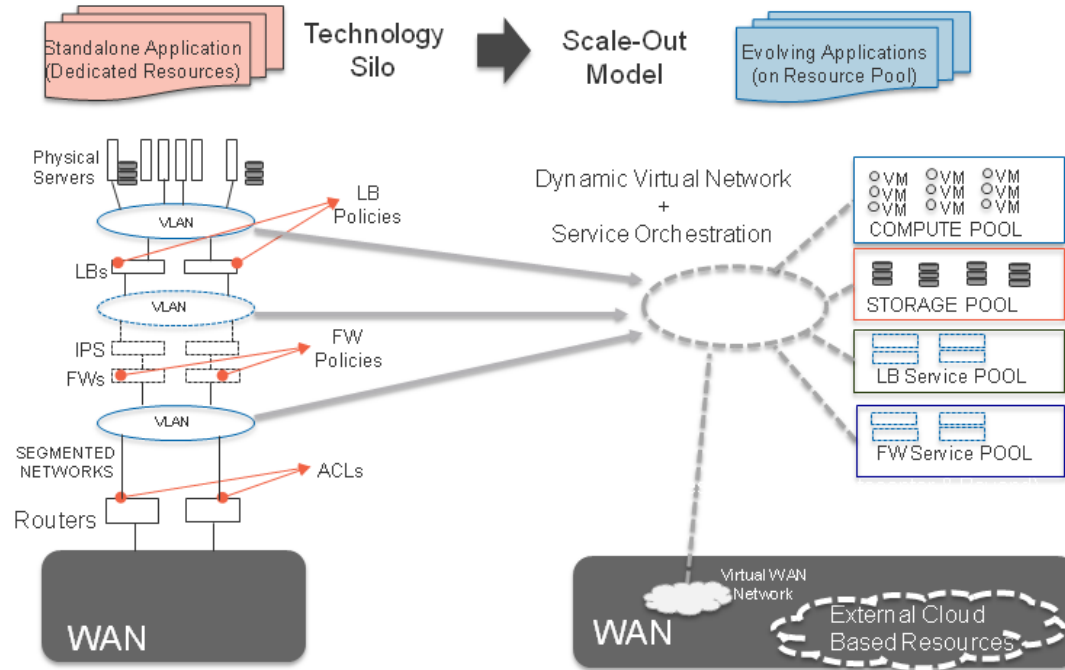 Standalone Application
(Dedicated Resources)
Technology
Silo
Scale-Out
Model
Evolving Applications
(on Resource Pool)
Physical
Servers
VLAN
LB
Policies
LBs
VLAN
IPS
FWs
FW
Policies
VLAN
SEGMENTED
NETWORKS
ACLs
Routers
WAN
Dynamic Virtual Network
+
Service Orchestration
VM VM VM
VM VM VM
VM VM VM
COMPUTE POOL
STORAGE POOL
LB Service POOL
FW Service POOL
Virtual WAN
Network
WAN
External Cloud
Based Resources